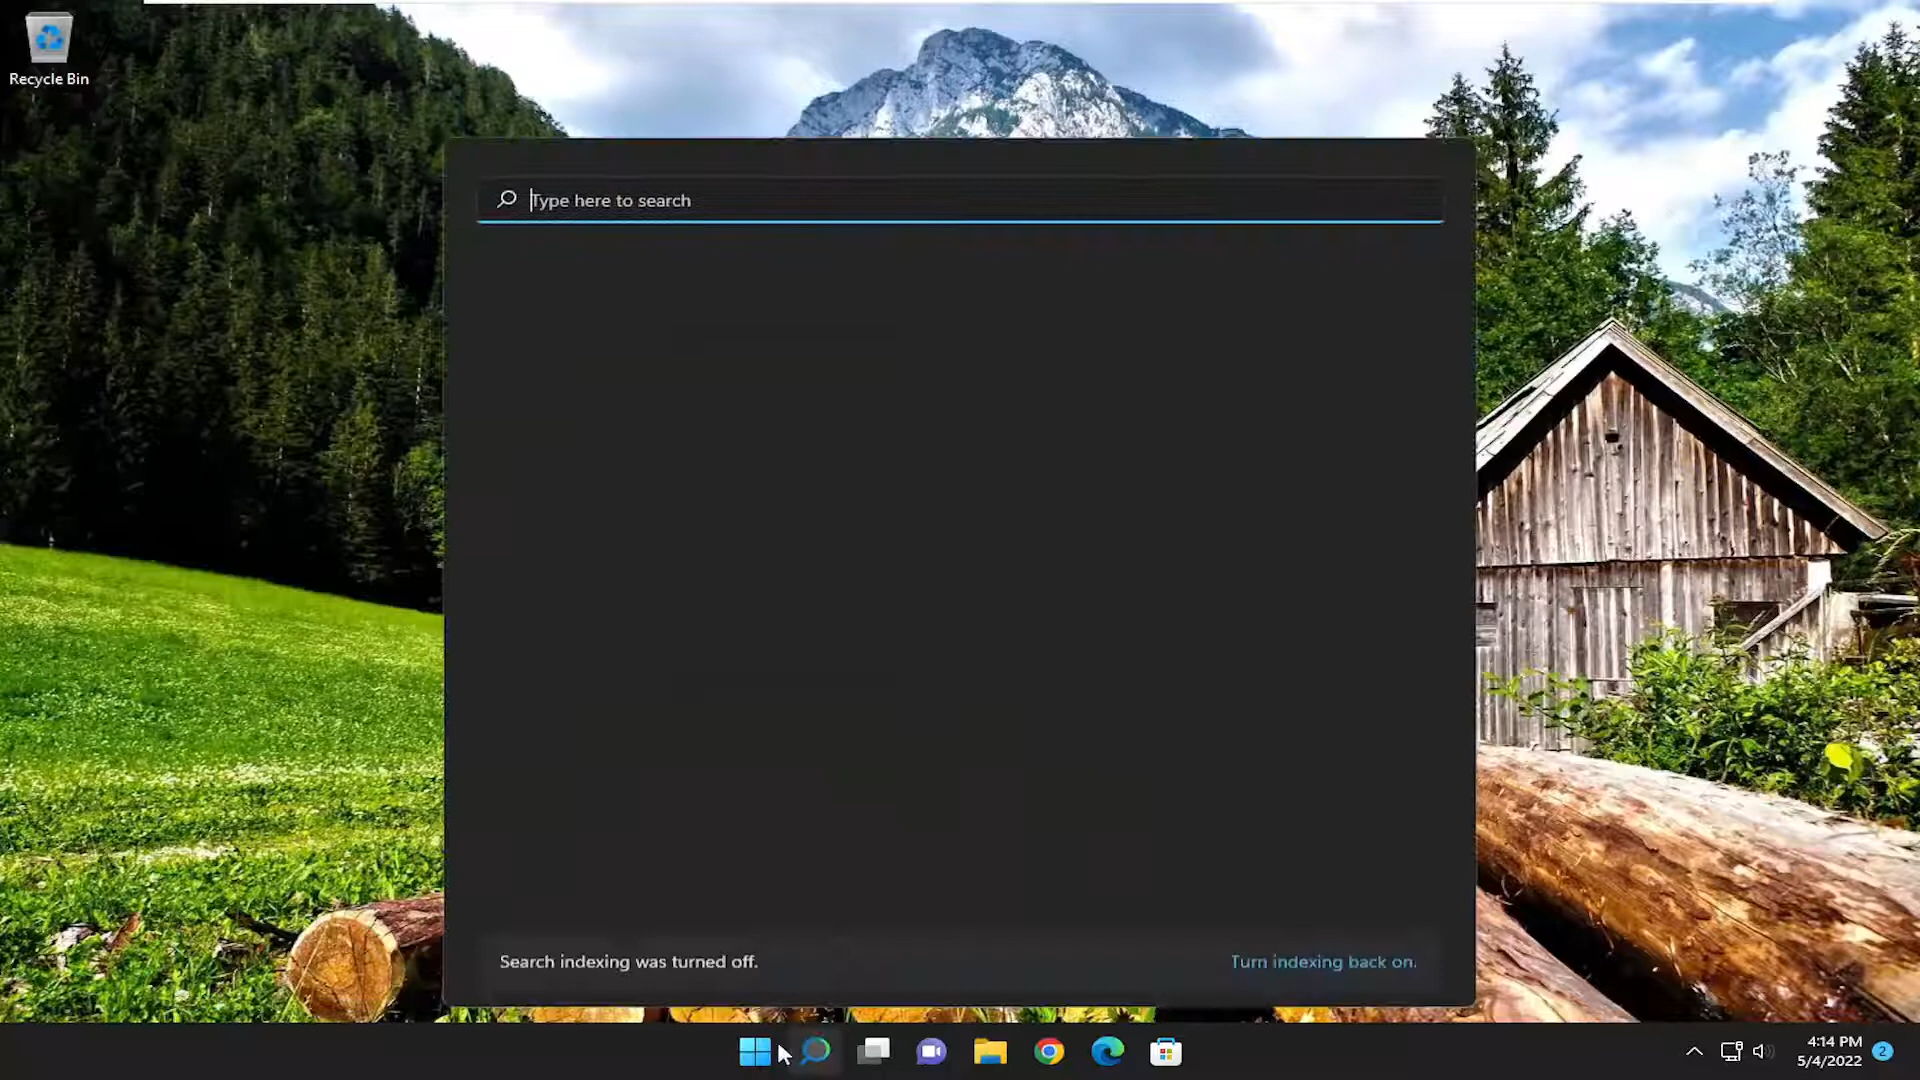 Recycle Bin
Type here to search
Search indexing was turned off.
Turn indexing back on.
4:14 PM
5/4/2022
2